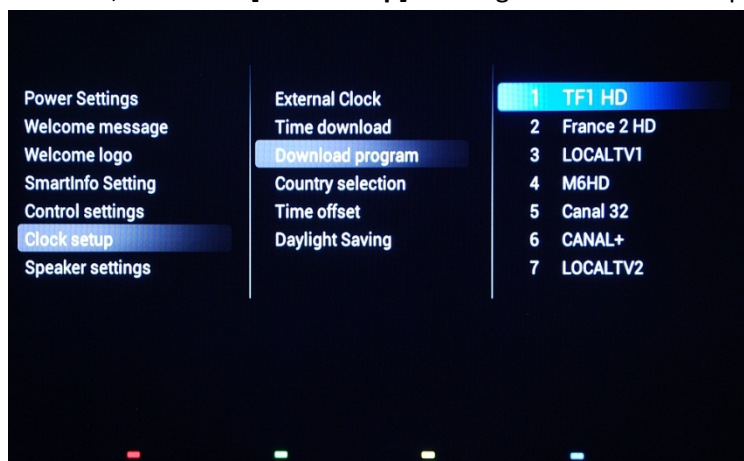 Power Settings
Welcome message
Welcome logo
SmartInfo Setting
Control settings
Clock setup
Speaker settings
External Clock
Time download
Download program
Country selection
Time offset
Daylight Saving
1 TF1 HD
2 France 2 HD
3 LOCALTV1
4 M6HD
5 Canal 32
6 CANAL+
7 LOCALTV2